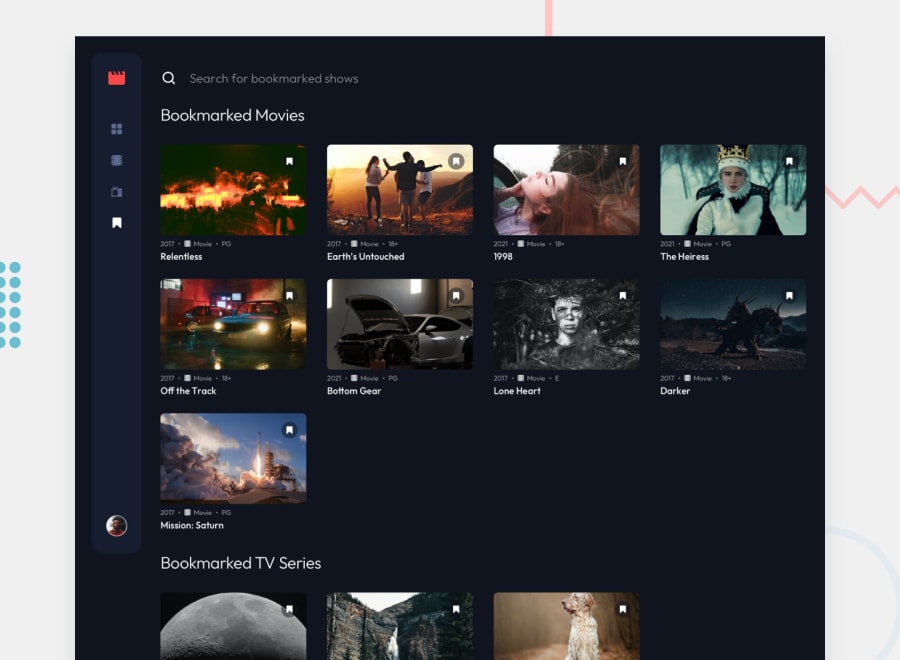 Search for bookmarked shows
Bookmarked Movies
2017 • Movie • PG
Relentless
2017 • Movie • 18+
Earth's Untouched
2021 • Movie • 18+
1998
2021 • Movie • PG
The Heiress
2017 • Movie • 18+
Off the Track
2021 • Movie • PG
Bottom Gear
2017 • Movie • E
Lone Heart
2017 • Movie • 18+
Darker
2017 • Movie • PG
Mission: Saturn
Bookmarked TV Series